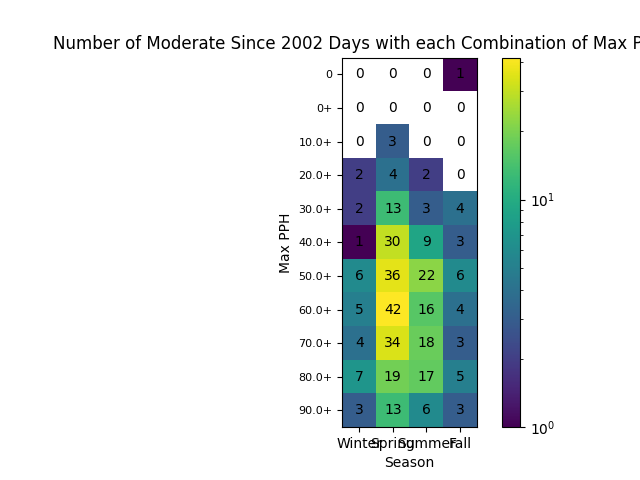 Number of Moderate Since 2002 Days with each Combination of Max P
0 0 0 0 1
0+ 0 0 0 0
10.0+ 0 3 0 0
20.0+ 2 4 2 0
30.0+ 2 13 3 4
40.0+ 1 30 9 3
50.0+ 6 36 22 6
60.0+ 5 42 16 4
70.0+ 4 34 18 3
80.0+ 7 19 17 5
90.0+ 3 13 6 3
Max PPH
Winter Spring Summer Fall
Season
10^1
10^0